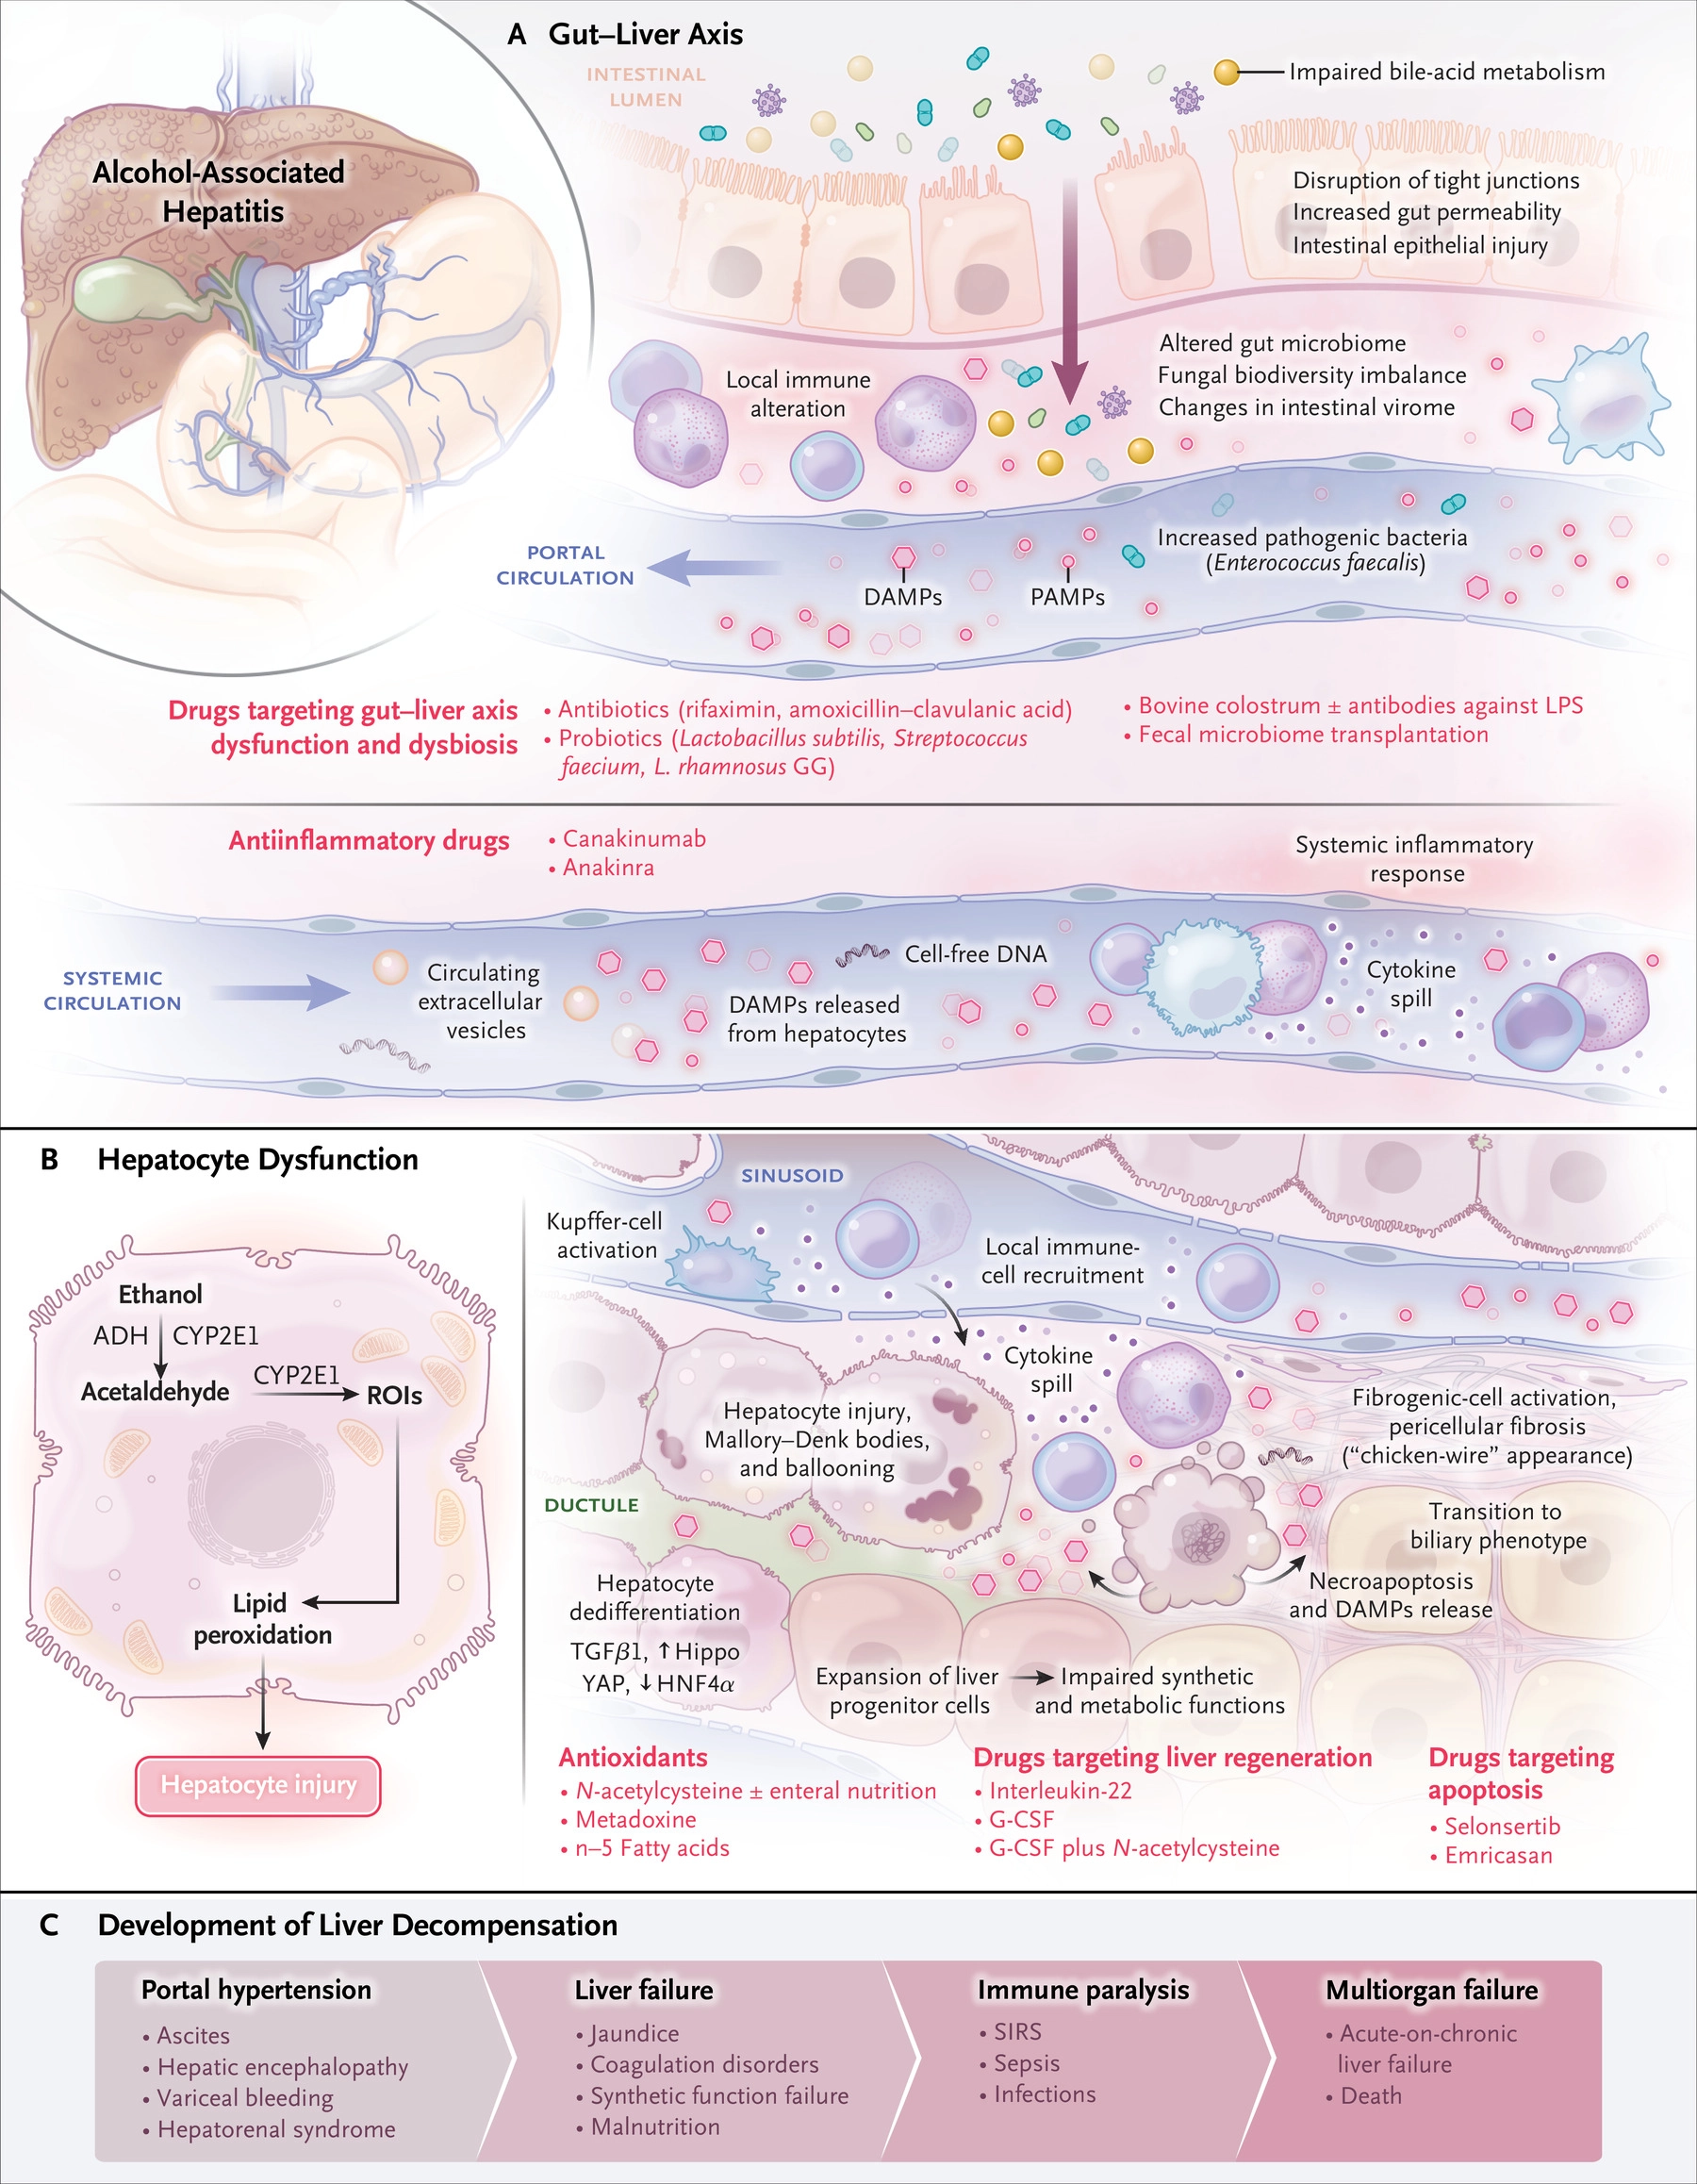 A Gut–Liver Axis
INTESTINAL
LUMEN
Impaired bile-acid metabolism
Alcohol-Associated
Hepatitis
Disruption of tight junctions
Increased gut permeability
Intestinal epithelial injury
Local immune
alteration
Altered gut microbiome
Fungal biodiversity imbalance
Changes in intestinal virome
PORTAL
CIRCULATION
DAMPs
PAMPs
Increased pathogenic bacteria
(Enterococcus faecalis)
Drugs targeting gut–liver axis
dysfunction and dysbiosis
• Antibiotics (rifaximin, amoxicillin–clavulanic acid)
• Probiotics (Lactobacillus subtilis, Streptococcus
faecium, L. rhamnosus GG)
• Bovine colostrum ± antibodies against LPS
• Fecal microbiome transplantation
Antiinflammatory drugs
• Canakinumab
• Anakinra
Systemic inflammatory
response
SYSTEMIC
CIRCULATION
Circulating
extracellular
vesicles
Cell-free DNA
DAMPs released
from hepatocytes
Cytokine
spill
B Hepatocyte Dysfunction
Ethanol
ADH
CYP2E1
Acetaldehyde
CYP2E1
ROIs
Lipid
peroxidation
Hepatocyte injury
SINUSOID
Kupffer-cell
activation
Local immune-
cell recruitment
Cytokine
spill
Hepatocyte injury,
Mallory–Denk bodies,
and ballooning
Fibrogenic-cell activation,
pericellular fibrosis
(“chicken-wire” appearance)
DUCTULE
Transition to
biliary phenotype
Hepatocyte
dedifferentiation
TGFβ1, ↑Hippo
YAP, ↓HNF4α
Necroapoptosis
and DAMPs release
Expansion of liver
progenitor cells
Impaired synthetic
and metabolic functions
Antioxidants
• N-acetylcysteine ± enteral nutrition
• Metadoxine
• n–5 Fatty acids
Drugs targeting liver regeneration
• Interleukin-22
• G-CSF
• G-CSF plus N-acetylcysteine
Drugs targeting
apoptosis
• Selonsertib
• Emricasan
C Development of Liver Decompensation
Portal hypertension
• Ascites
• Hepatic encephalopathy
• Variceal bleeding
• Hepatorenal syndrome
Liver failure
• Jaundice
• Coagulation disorders
• Synthetic function failure
• Malnutrition
Immune paralysis
• SIRS
• Sepsis
• Infections
Multiorgan failure
• Acute-on-chronic
liver failure
• Death